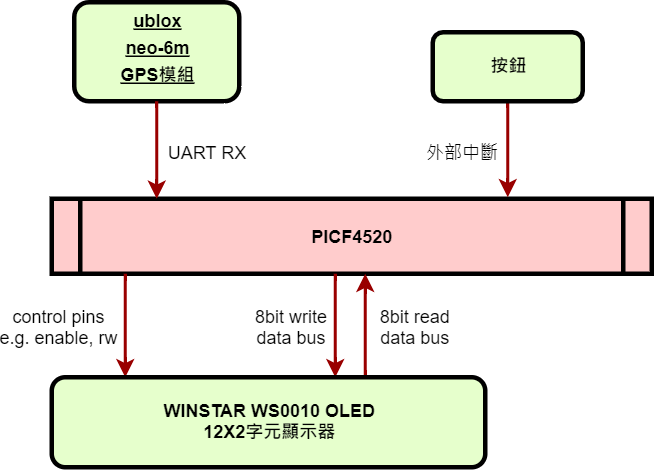 ublox
neo-6m
GPS模組
按鈕
UART RX
外部中斷
PICF4520
control pins
e.g. enable, rw
8bit write
data bus
8bit read
data bus
WINSTAR WS0010 OLED
12X2字元顯示器